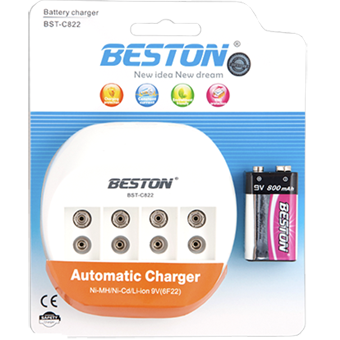 Battery charger
BST-C822
BESTON®
New idea New dream
BESTON®
BST-C822
9V 800mAh
BESTON
Automatic Charger
Ni-MH/Ni-Cd/Li-ion 9V(6F22)
CE
SAFETY